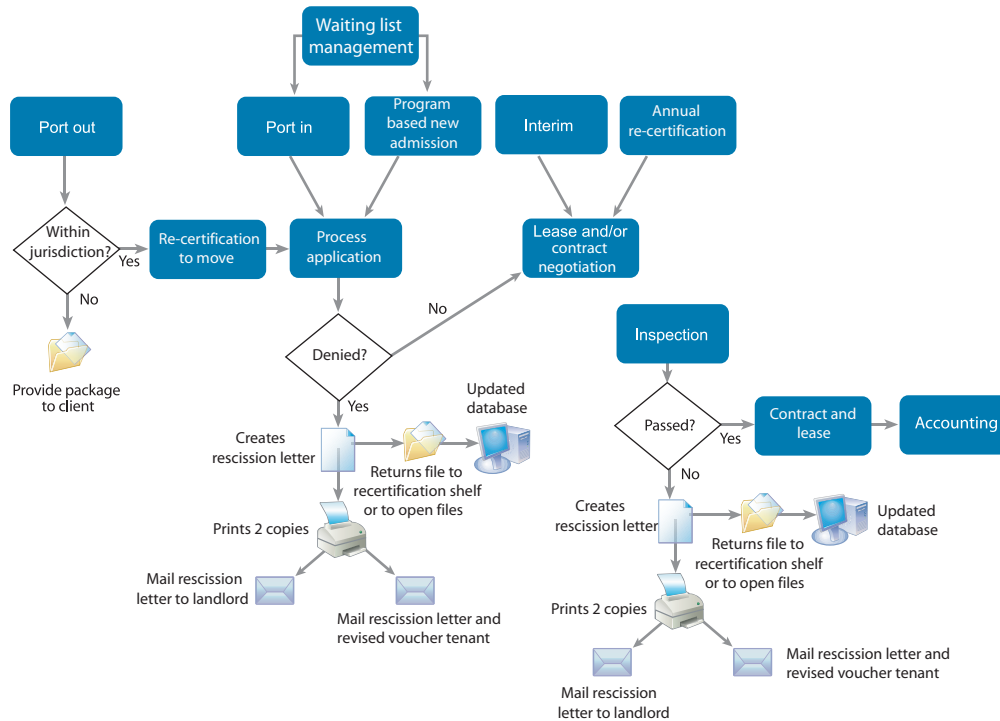 Waiting list
management
Port out
Port in
Program
based new
admission
Interim
Annual
re-certification
Within
jurisdiction?
Yes
Re-certification
to move
Process
application
Lease and/or
contract
negotiation
No
No
Provide package
to client
Denied?
Yes
Inspection
Updated
database
Creates
rescission letter
Returns file to
recertification shelf
or to open files
Passed?
Yes
Contract and
lease
Accounting
No
Prints 2 copies
Creates
rescission letter
Updated
database
Returns file to
recertification shelf
or to open files
Mail rescission
letter to landlord
Mail rescission letter and
revised voucher tenant
Prints 2 copies
Mail rescission
letter to landlord
Mail rescission letter and
revised voucher tenant